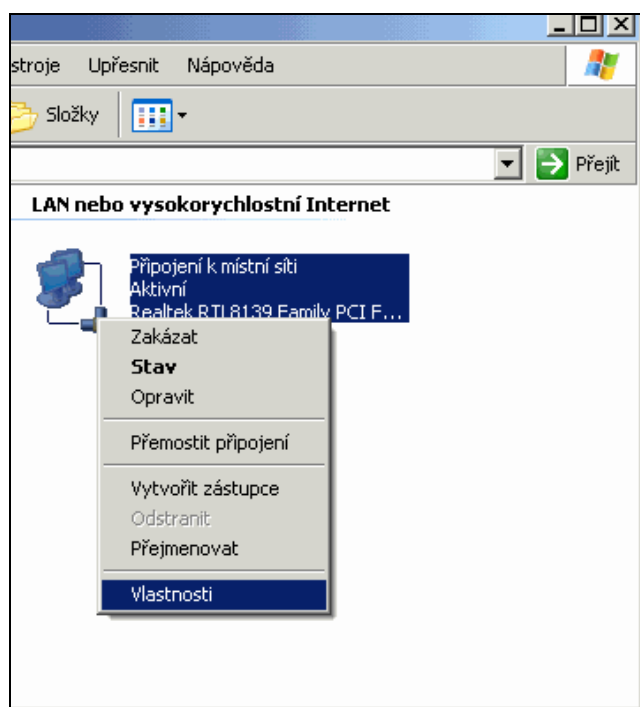 stroje Upřesnit Nápověda
Složky
Přejít
LAN nebo vysokorychlostní Internet
Připojení k místní síti
Aktivní
Realtek RTL8139 Family PCI F...
Zakázat
Stav
Opravit
Přemostit připojení
Vytvořit zástupce
Odstranit
Přejmenovat
Vlastnosti